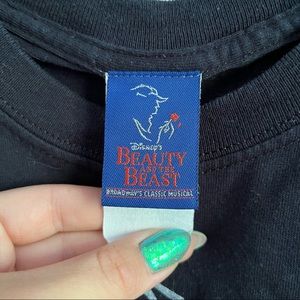 Disney's
BEAUTY
AND THE
BEAST
BROADWAY'S CLASSIC MUSICAL